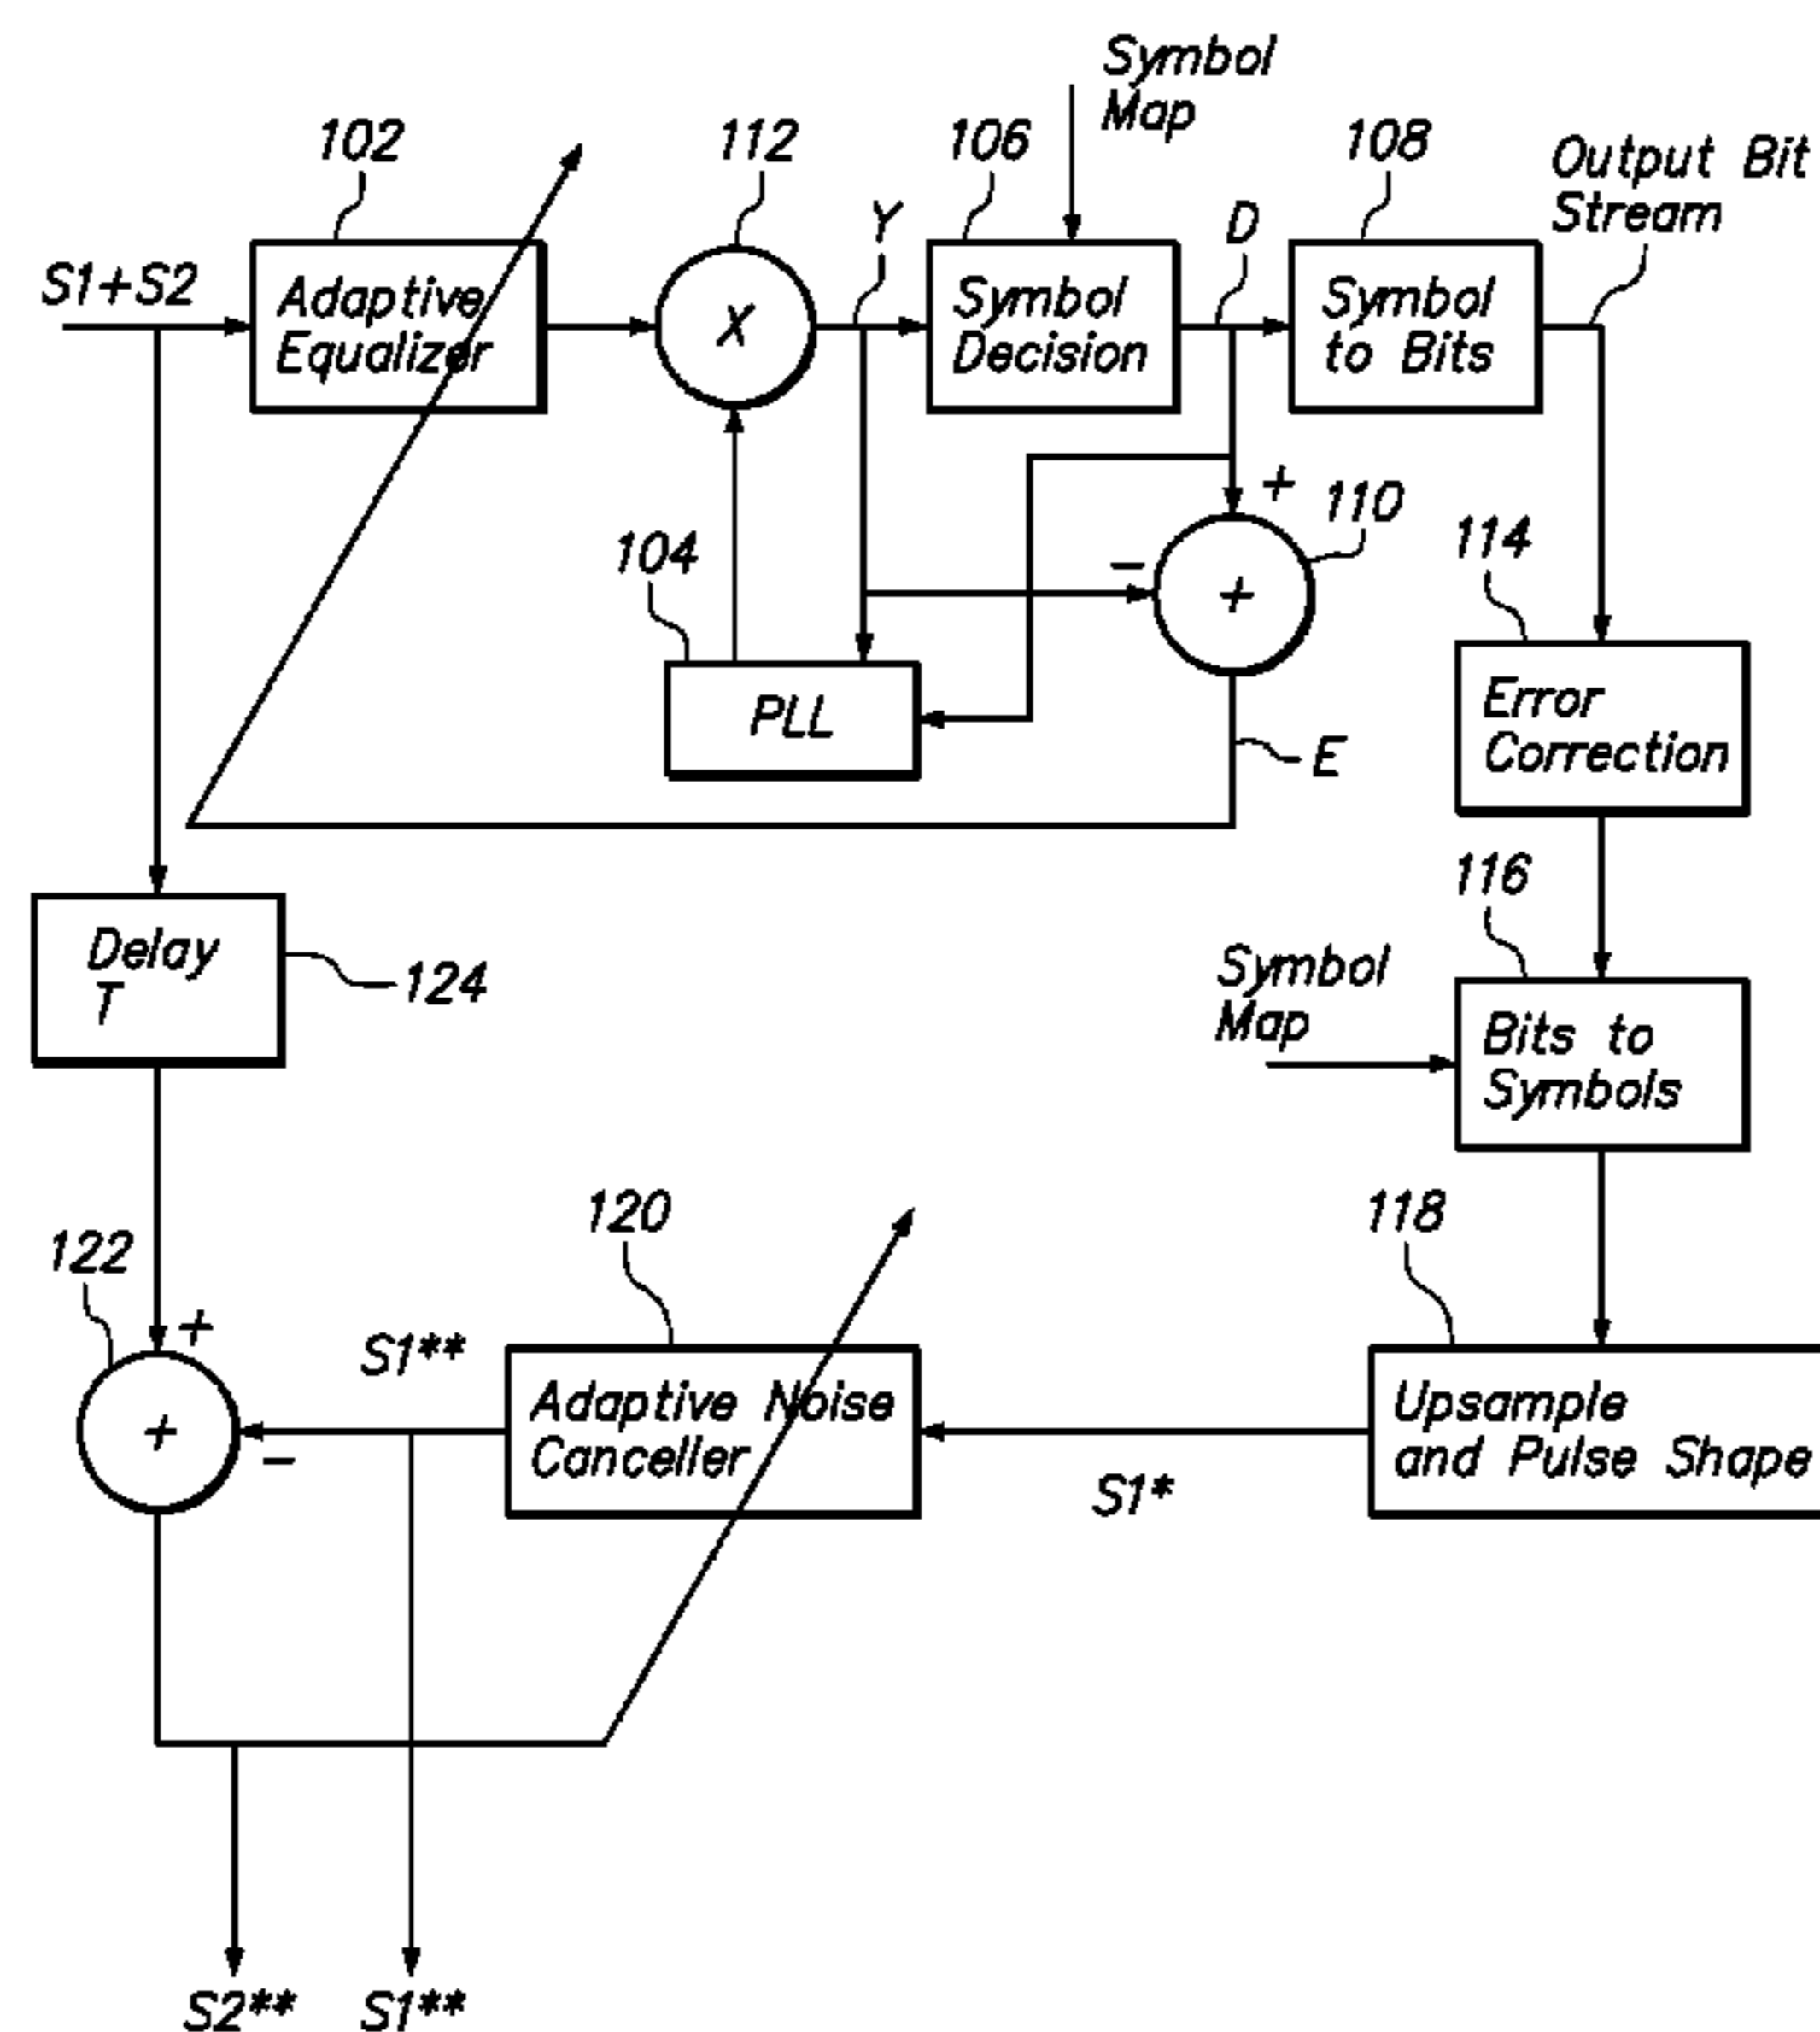 Symbol
Map
102
112
106
108
Output Bit
Stream
Y
D
S1+S2
Adaptive
Equalizer
X
Symbol
Decision
Symbol
to Bits
+
110
104
-
+
114
PLL
E
Error
Correction
116
Delay
T
124
Symbol
Map
Bits to
Symbols
122
120
118
+
S1**
+
-
Adaptive Noise
Canceller
S1*
Upsample
and Pulse Shape
S2**
S1**